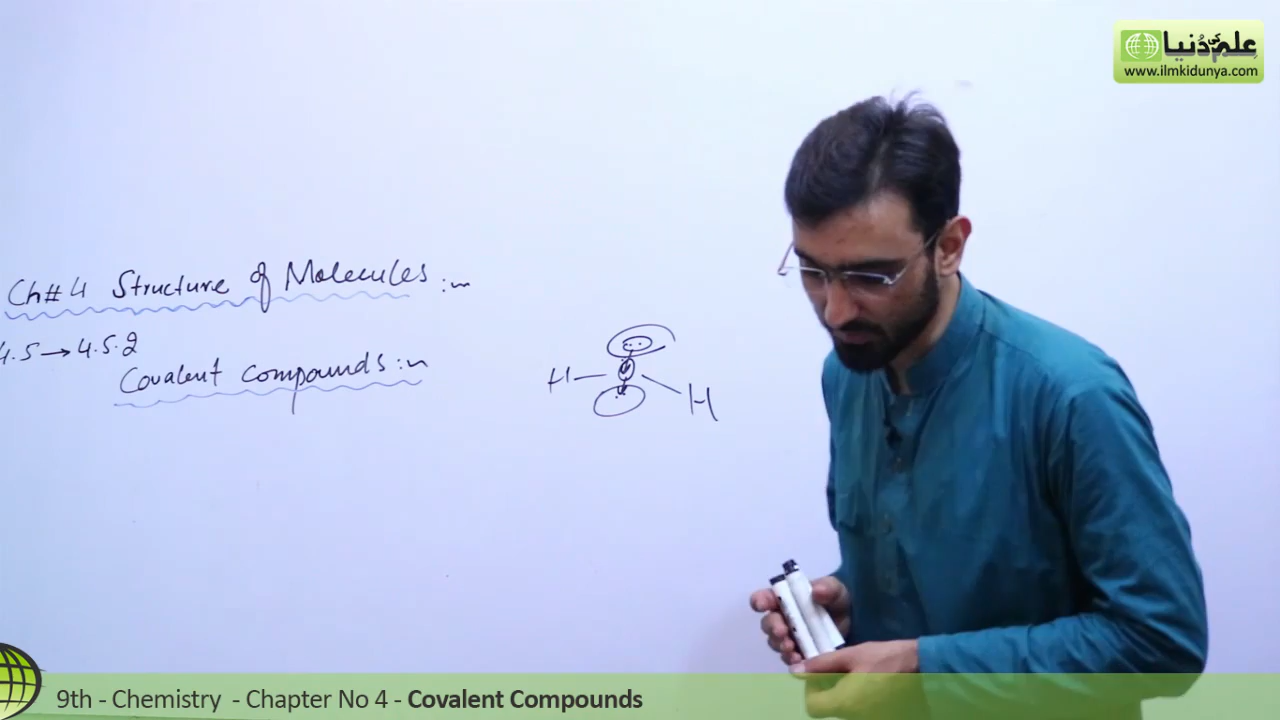 علم کی دنیا
www.ilmkidunya.com
Ch#4 Structure of Molecules:~
4.5→4.5.2
Covalent compounds:~
H
H
9th - Chemistry - Chapter No 4 - Covalent Compounds